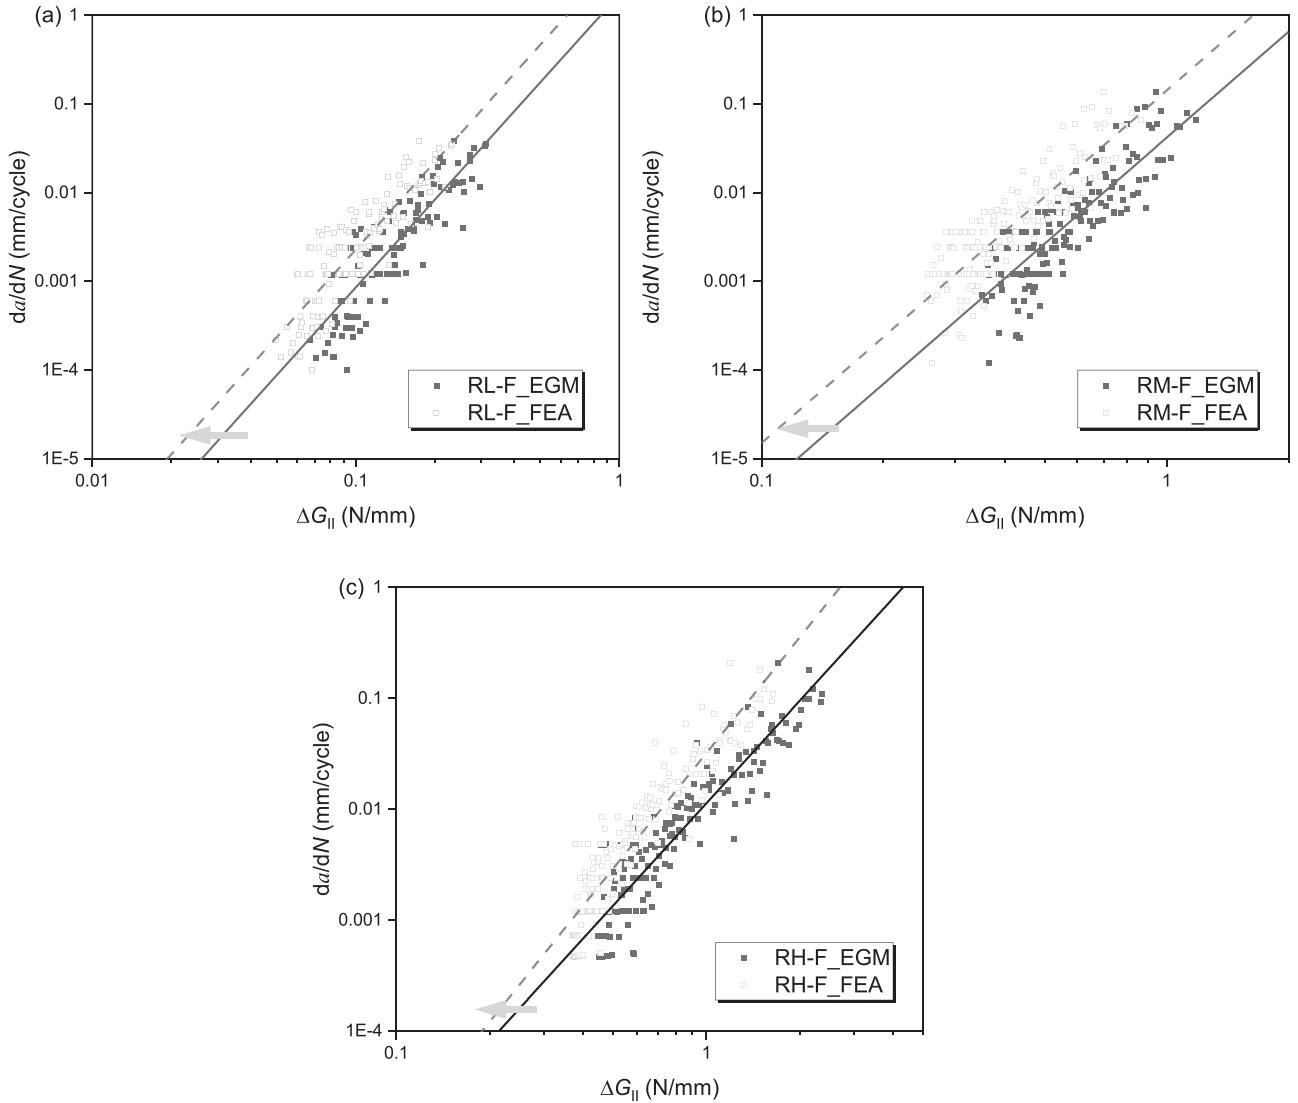 (a)
1
0.1
0.01
0.001
1E-4
1E-5
0.01
0.1
1
da/dN (mm/cycle)
ΔG_II (N/mm)
RL-F_EGM
RL-F_FEA
(b)
1
0.1
0.01
0.001
1E-4
1E-5
0.1
1
da/dN (mm/cycle)
ΔG_II (N/mm)
RM-F_EGM
RM-F_FEA
(c)
1
0.1
0.01
0.001
1E-4
0.1
1
da/dN (mm/cycle)
ΔG_II (N/mm)
RH-F_EGM
RH-F_FEA